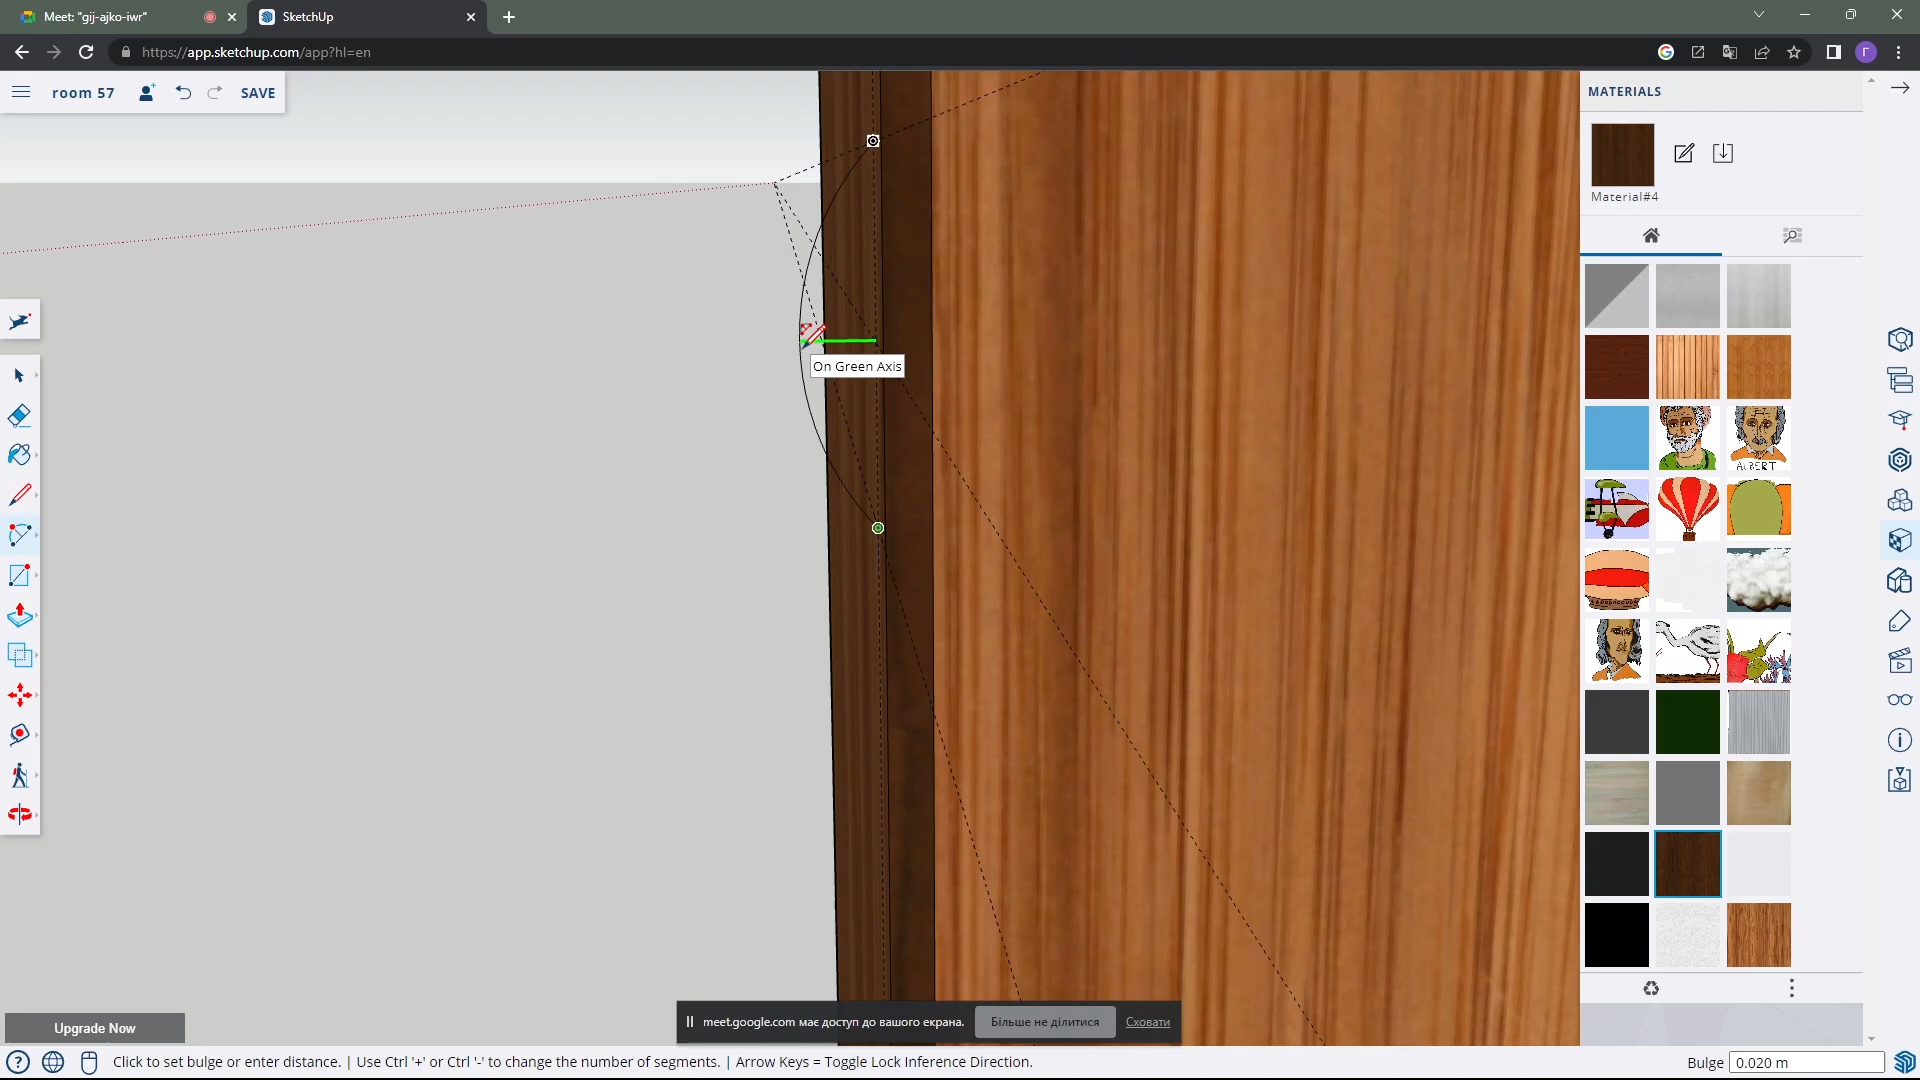 Meet: "gij-ajko-iwr"
SketchUp
https://app.sketchup.com/app?hl=en
Г
room 57
SAVE
MATERIALS
Material#4
On Green Axis
ALBERT
Upgrade Now
meet.google.com має доступ до вашого екрана.
Більше не ділитися
Сховати
Click to set bulge or enter distance. | Use Ctrl '+' or Ctrl '-' to change the number of segments. | Arrow Keys = Toggle Lock Inference Direction.
Bulge 0.020 m